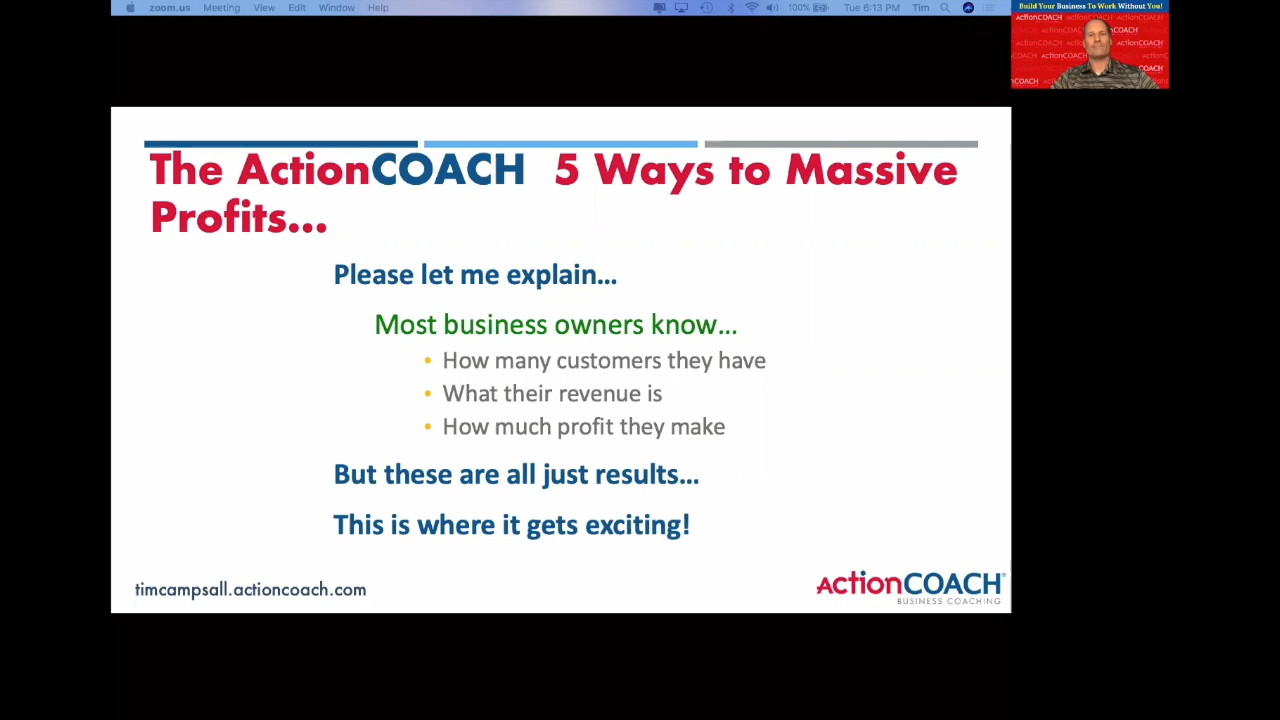 zoom.us Meeting View Edit Window Help 100% Tue 6:13 PM Tim
Build Your Business To Work Without You!
ActionCOACH
The ActionCOACH 5 Ways to Massive
Profits...
Please let me explain...
Most business owners know...
• How many customers they have
• What their revenue is
• How much profit they make
But these are all just results...
This is where it gets exciting!
timcampsall.actioncoach.com
ActionCOACH®
BUSINESS COACHING